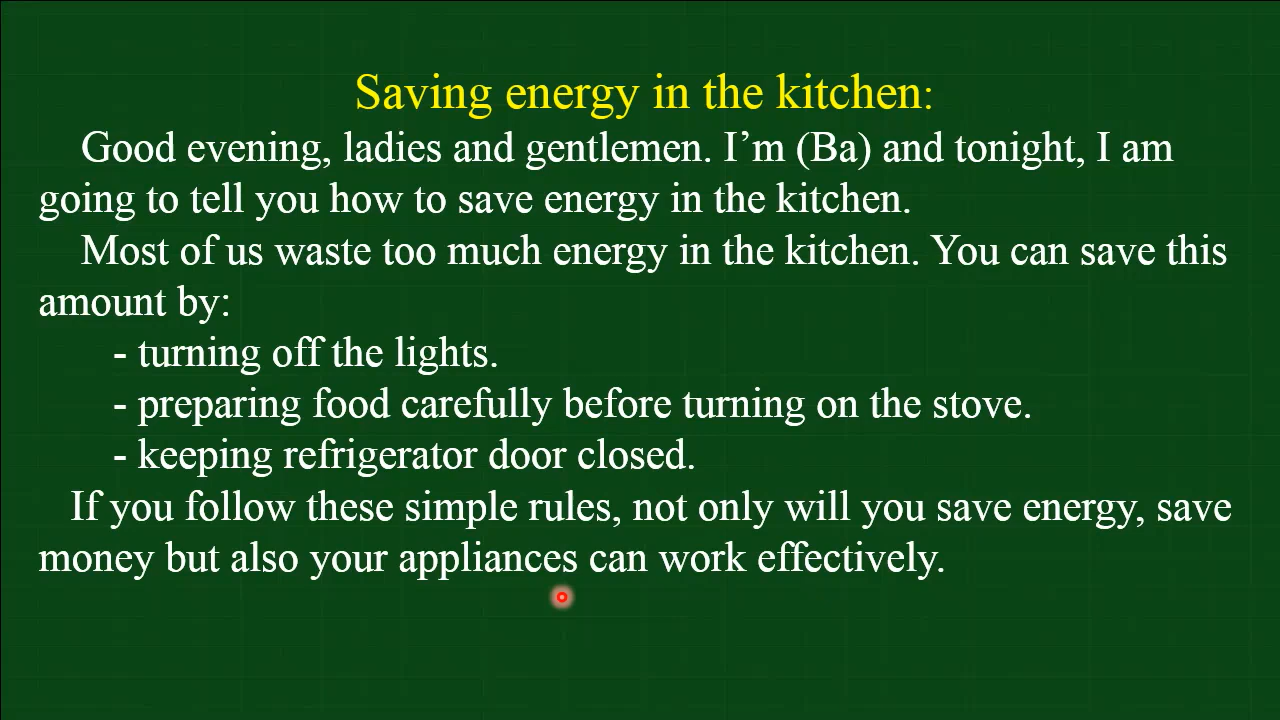 Saving energy in the kitchen:
Good evening, ladies and gentlemen. I’m (Ba) and tonight, I am
going to tell you how to save energy in the kitchen.
Most of us waste too much energy in the kitchen. You can save this
amount by:
- turning off the lights.
- preparing food carefully before turning on the stove.
- keeping refrigerator door closed.
If you follow these simple rules, not only will you save energy, save
money but also your appliances can work effectively.